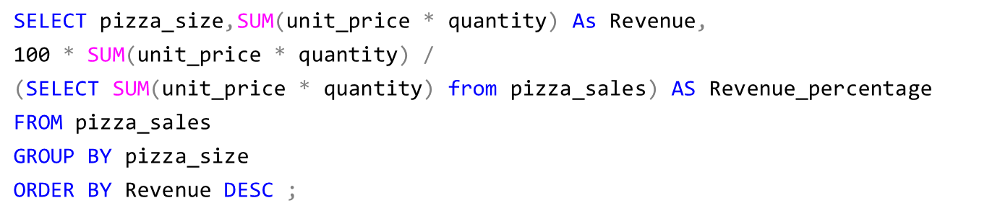 SELECT pizza_size,SUM(unit_price * quantity) As Revenue,
100 * SUM(unit_price * quantity) /
(SELECT SUM(unit_price * quantity) from pizza_sales) AS Revenue_percentage
FROM pizza_sales
GROUP BY pizza_size
ORDER BY Revenue DESC ;